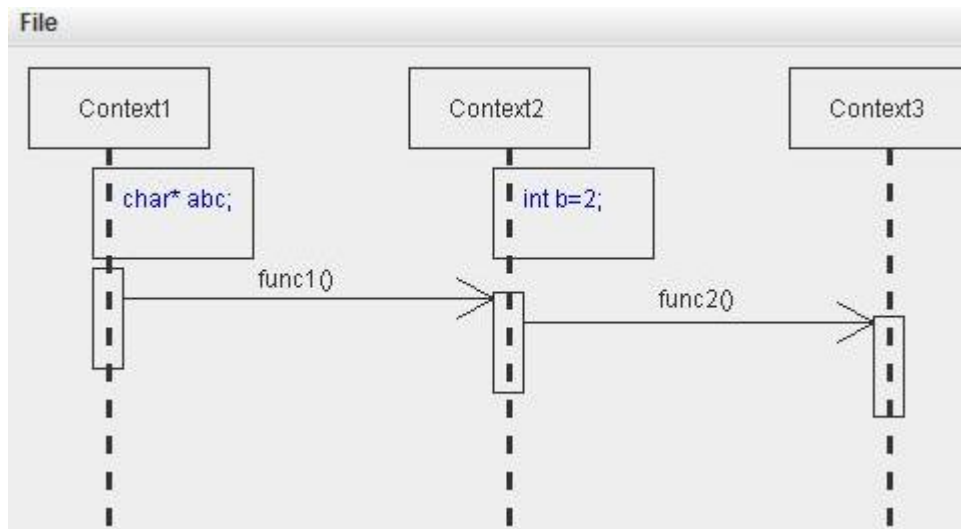 File
Context1
Context2
Context3
char* abc;
int b=2;
func1()
func2()